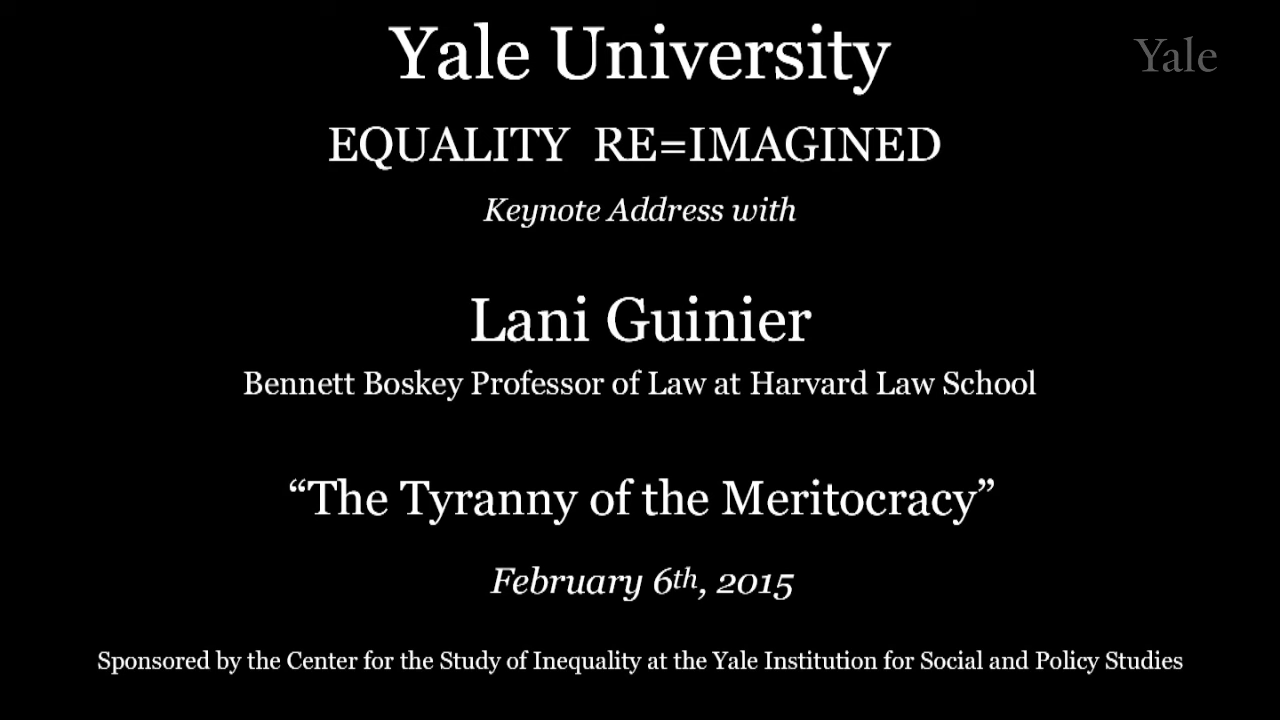 Yale University
Yale
EQUALITY RE=IMAGINED
Keynote Address with
Lani Guinier
Bennett Boskey Professor of Law at Harvard Law School
“The Tyranny of the Meritocracy”
February 6th, 2015
Sponsored by the Center for the Study of Inequality at the Yale Institution for Social and Policy Studies